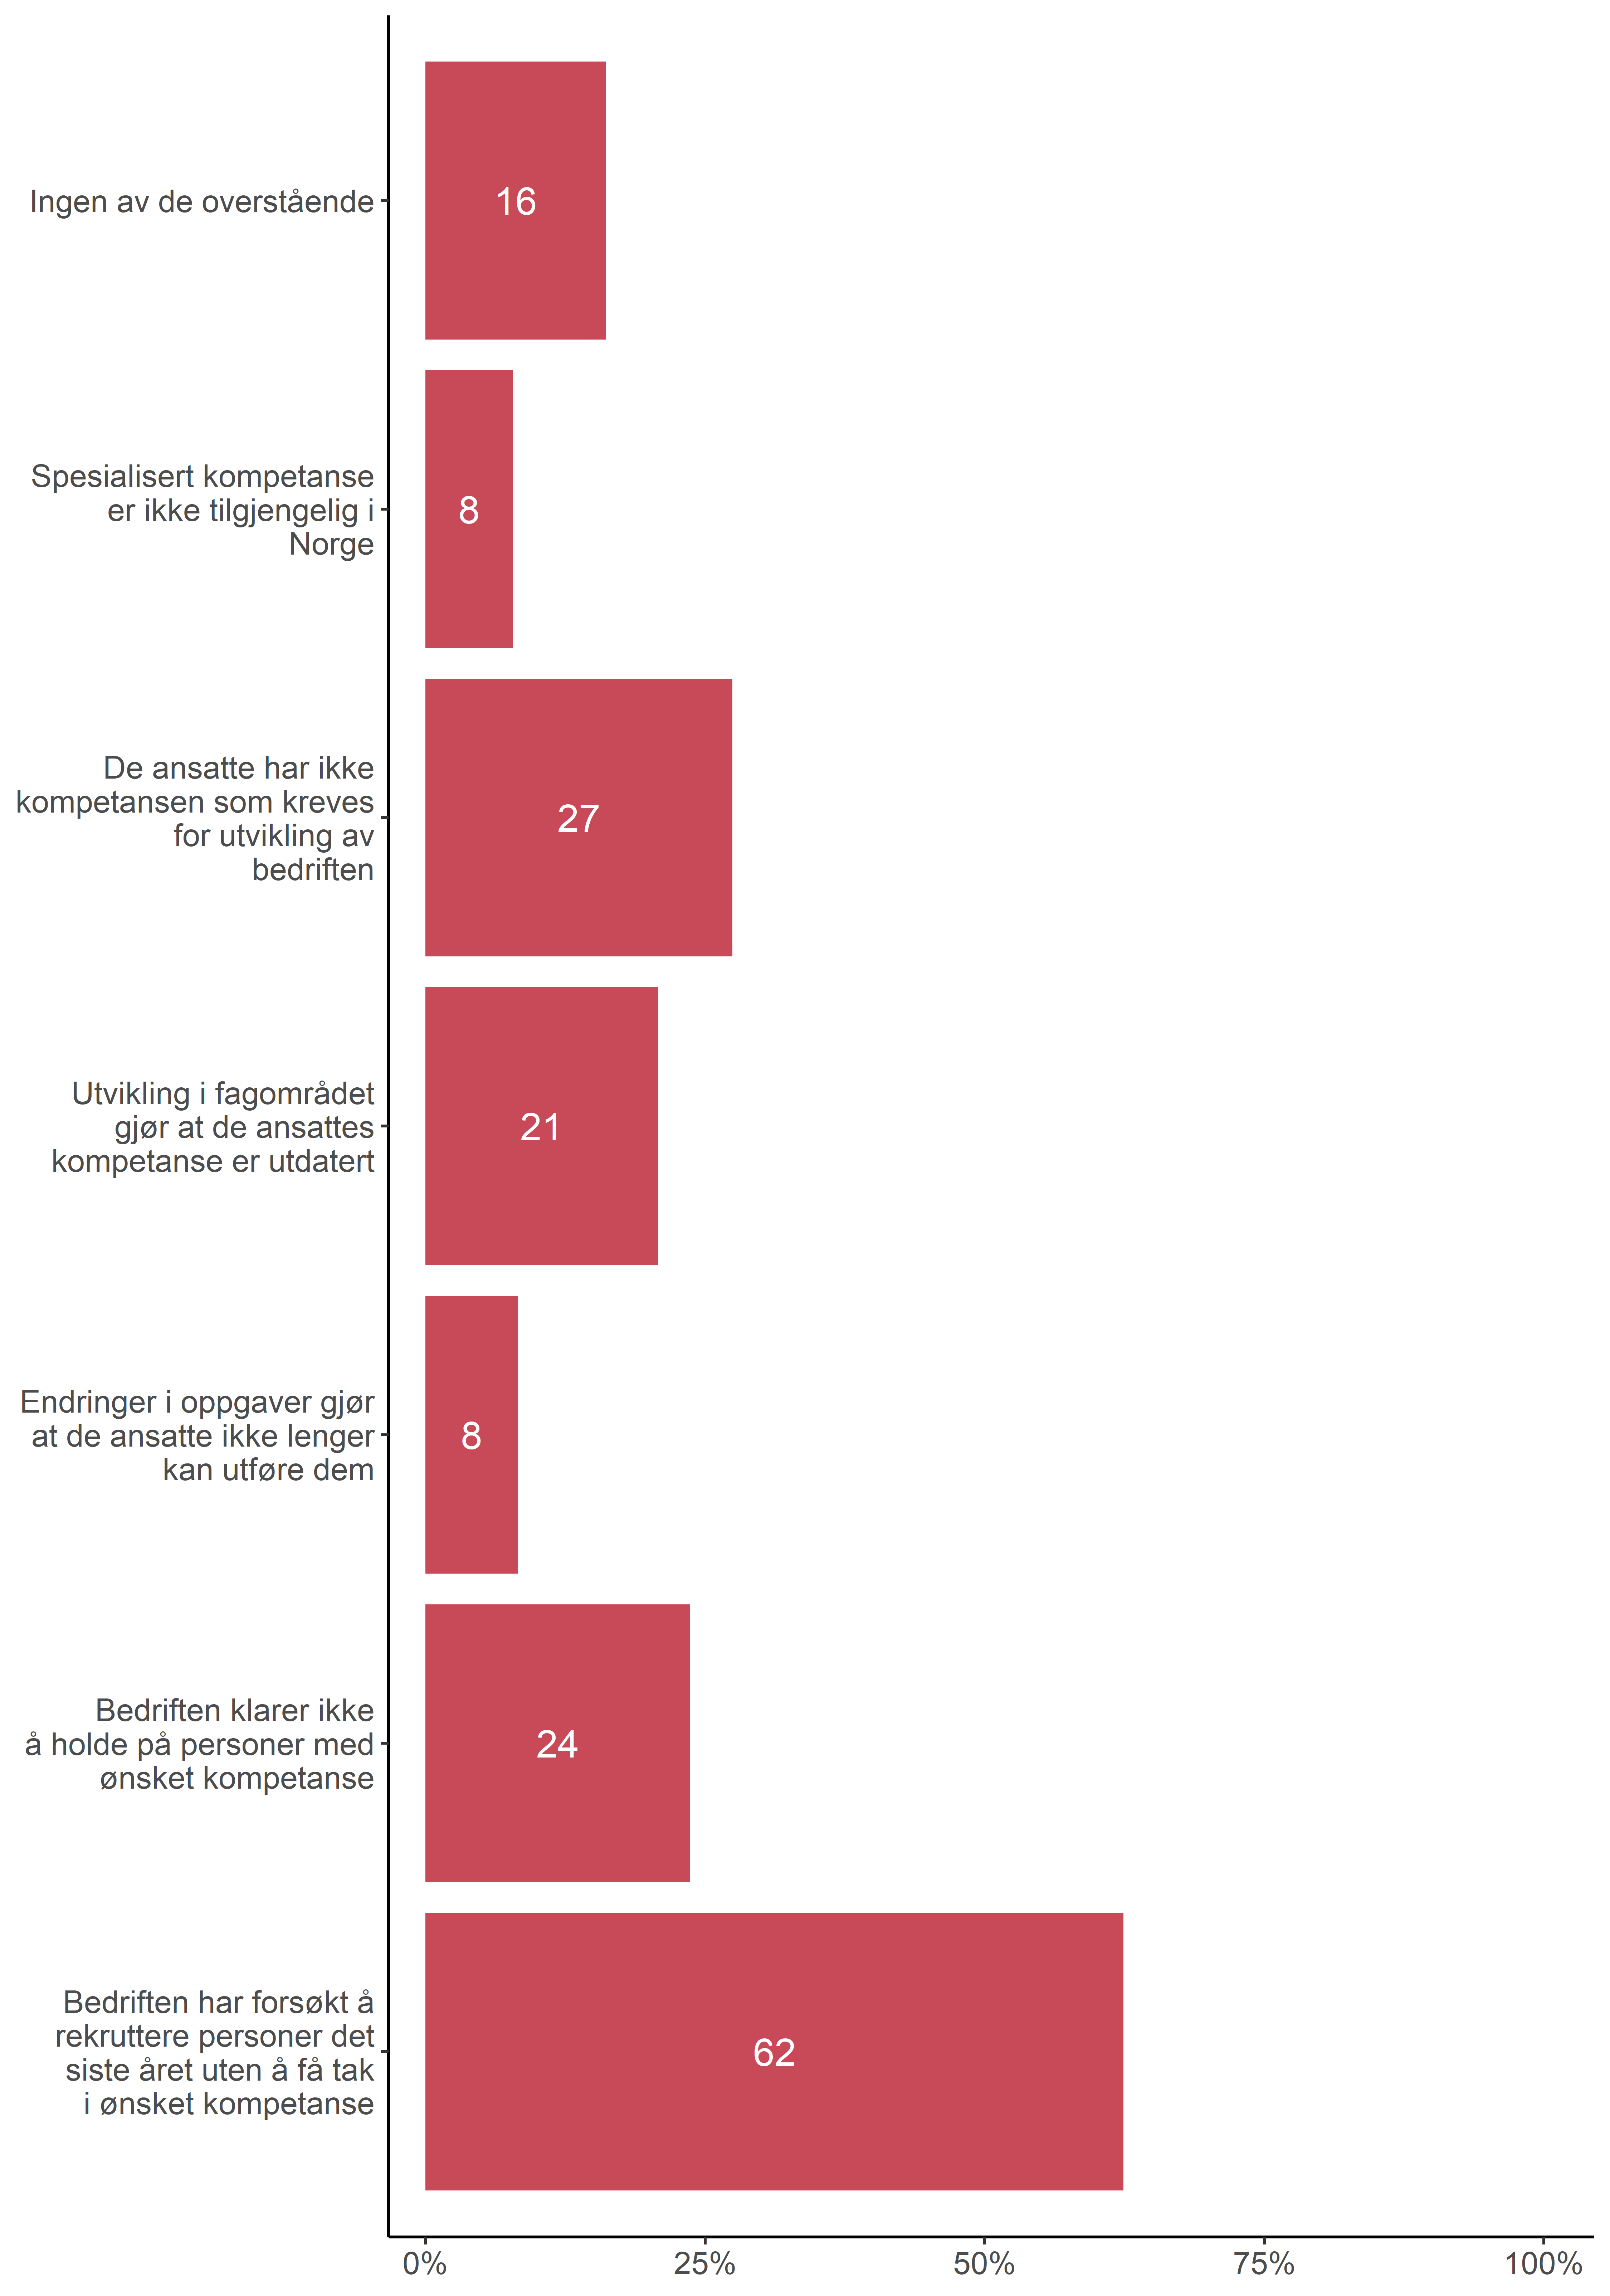 Ingen av de overstående
16
Spesialisert kompetanse
er ikke tilgjengelig i
Norge
8
De ansatte har ikke
kompetansen som kreves
for utvikling av
bedriften
27
Utvikling i fagområdet
gjør at de ansattes
kompetanse er utdatert
21
Endringer i oppgaver gjør
at de ansatte ikke lenger
kan utføre dem
8
Bedriften klarer ikke
å holde på personer med
ønsket kompetanse
24
Bedriften har forsøkt å
rekruttere personer det
siste året uten å få tak
i ønsket kompetanse
62
0% 25% 50% 75% 100%